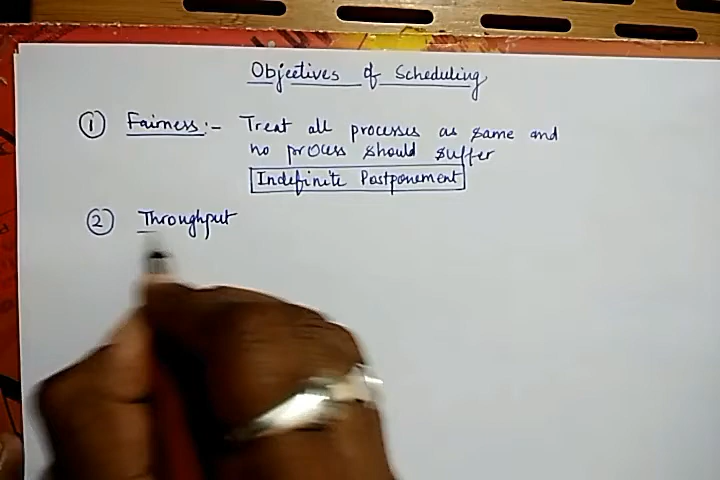 Objectives of Scheduling
① Fairness:- Treat all processes as same and
no process should suffer
Indefinite Postponement
② Throughput